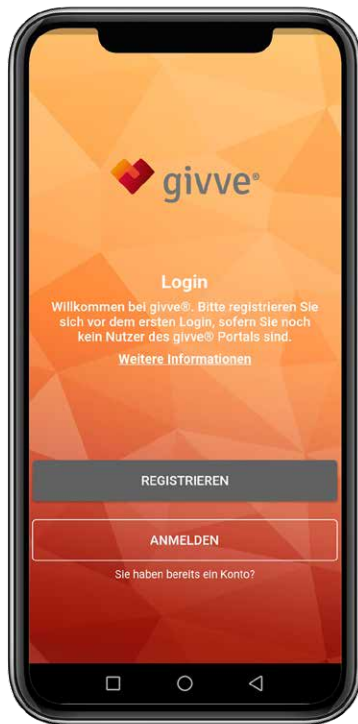 givve®
Login
Willkommen bei givve®. Bitte registrieren Sie
sich vor dem ersten Login, sofern Sie noch
kein Nutzer des givve® Portals sind.
Weitere Informationen
REGISTRIEREN
ANMELDEN
Sie haben bereits ein Konto?